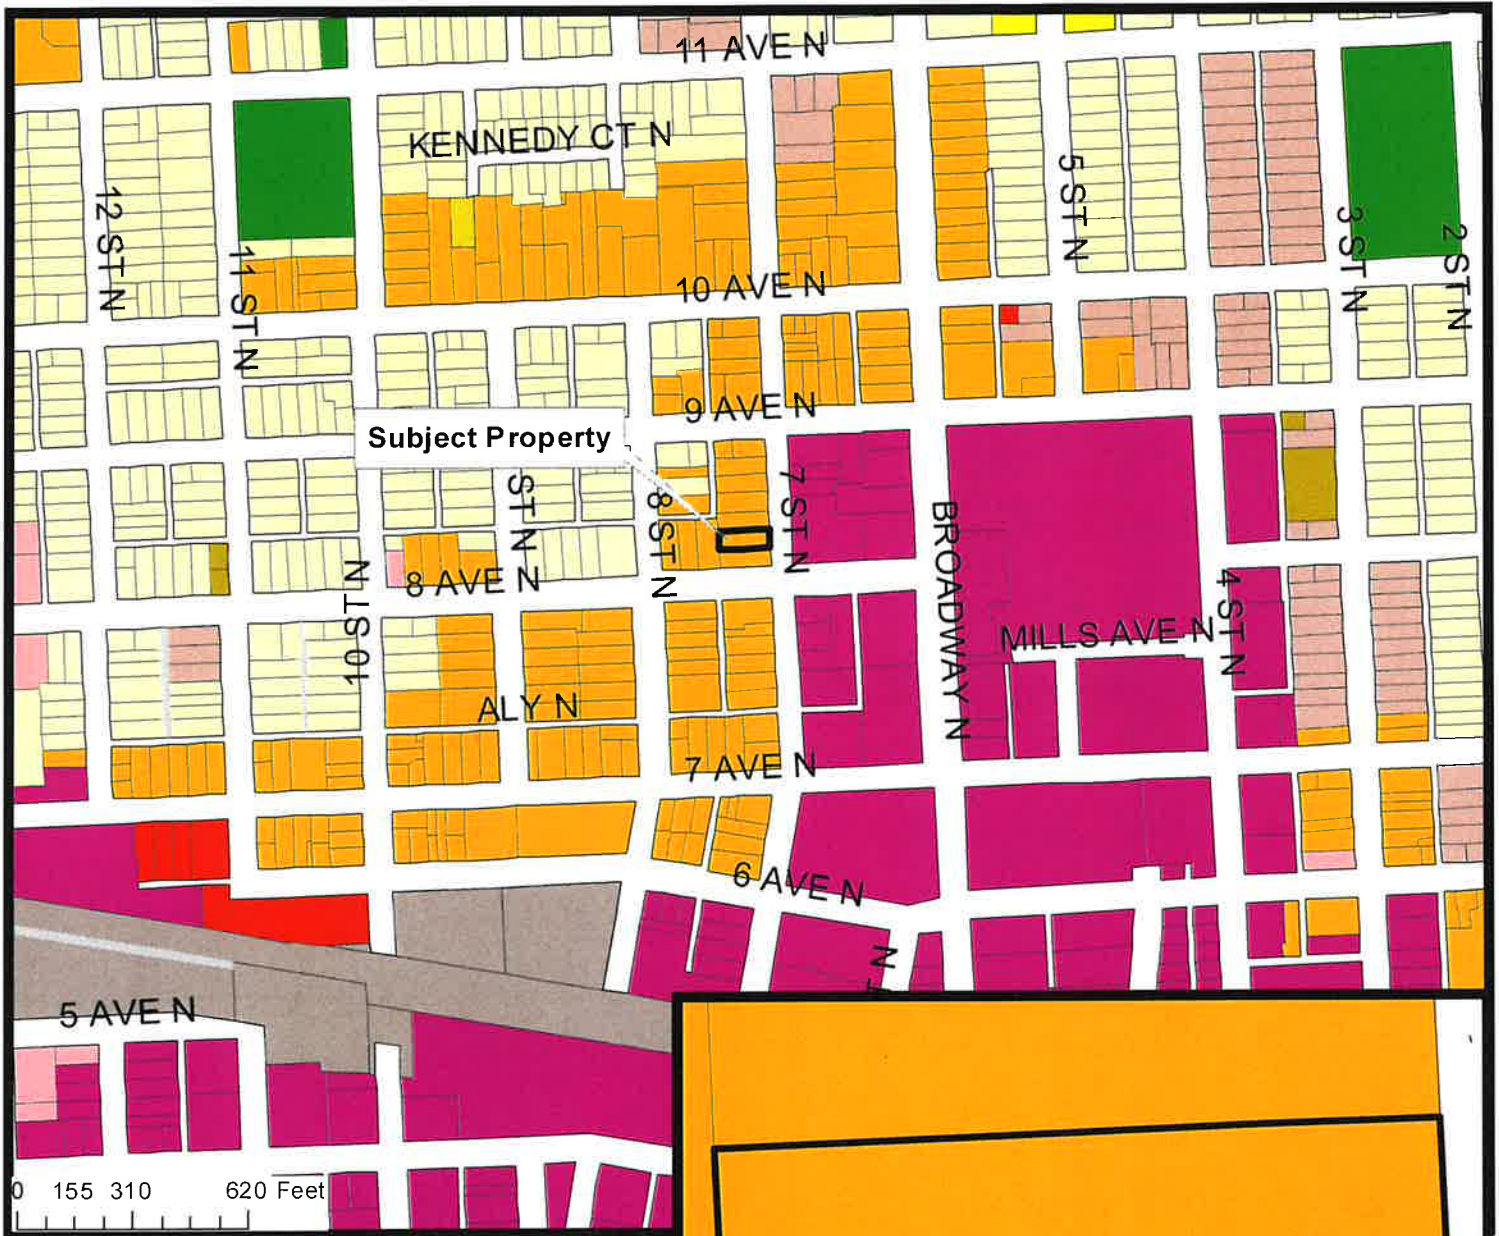 11 AVE N
KENNEDY CT N
5 ST N
12 ST N
3 ST N
2 ST N
11 ST N
10 AVE N
9 AVE N
Subject Property
7 ST N
ST N
8 ST N
BROADWAY N
8 AVE N
10 ST N
4 ST N
MILLS AVE N
ALY N
7 AVE N
6 AVE N
N
5 AVE N
0 155 310 620 Feet